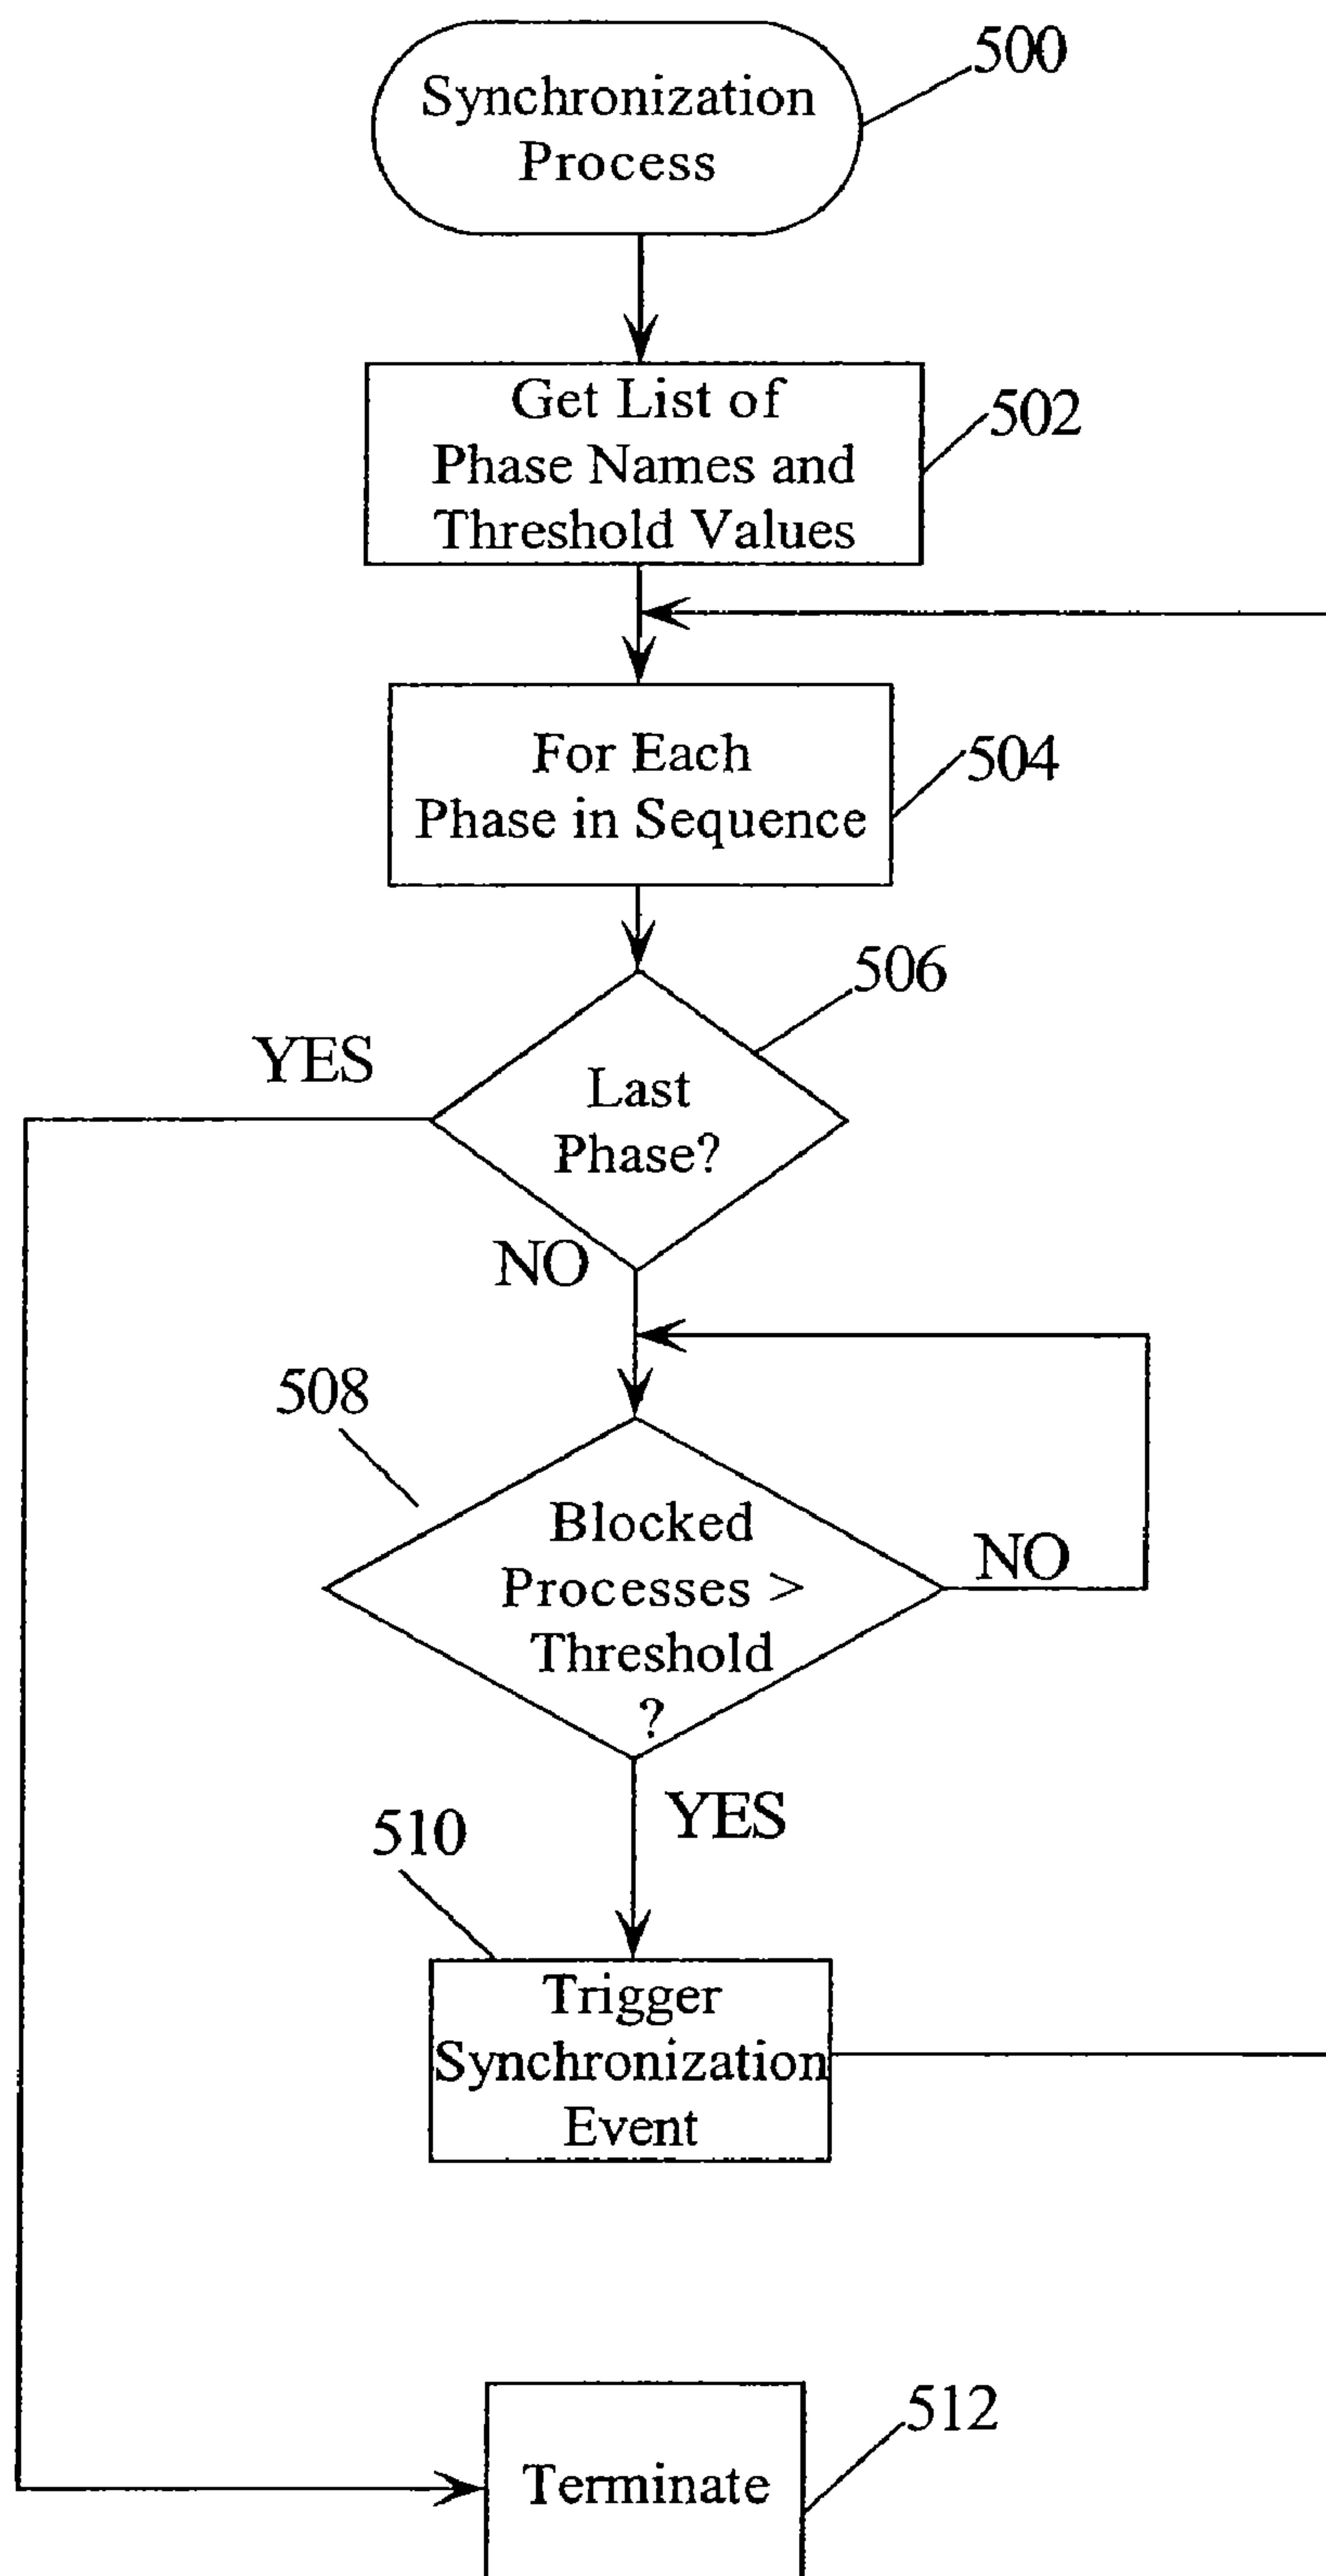 Synchronization
Process
500
Get List of
Phase Names and
Threshold Values
502
For Each
Phase in Sequence
504
506
YES
Last
Phase?
NO
508
Blocked
Processes >
Threshold
?
NO
YES
510
Trigger
Synchronization
Event
512
Terminate